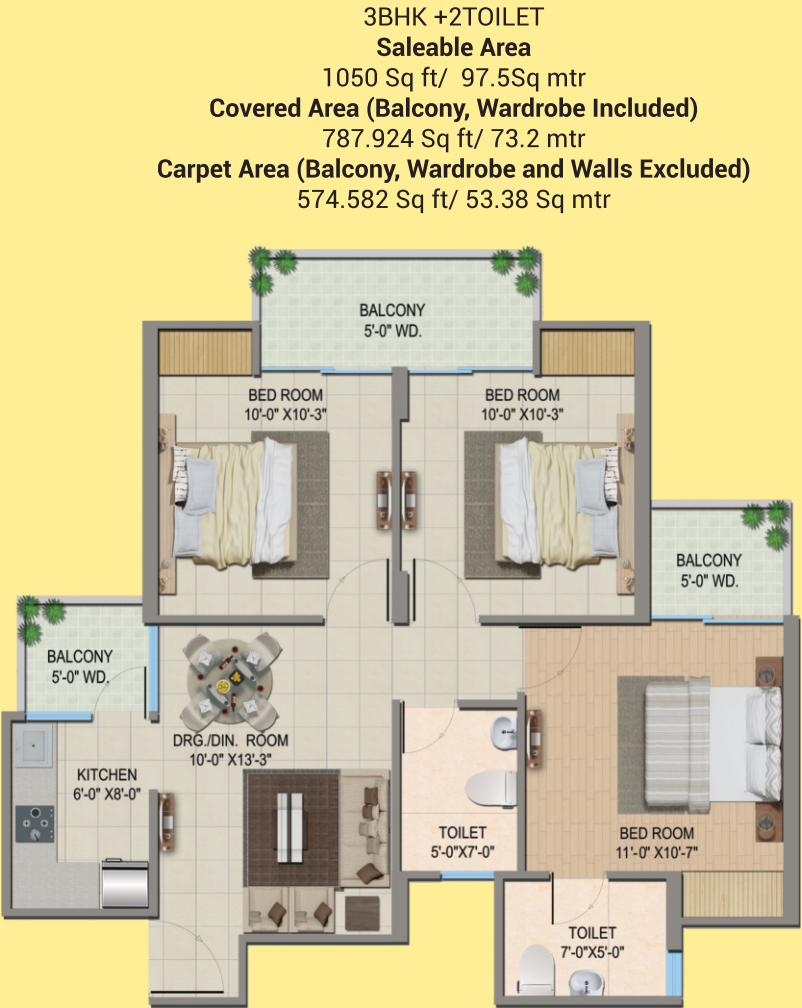 3BHK +2TOILET
Saleable Area
1050 Sq ft/ 97.5Sq mtr
Covered Area (Balcony, Wardrobe Included)
787.924 Sq ft/ 73.2 mtr
Carpet Area (Balcony, Wardrobe and Walls Excluded)
574.582 Sq ft/ 53.38 Sq mtr
BALCONY
5'-0" WD.
BED ROOM
10'-0" X10'-3"
BED ROOM
10'-0" X10'-3"
BALCONY
5'-0" WD.
BALCONY
5'-0" WD.
DRG./DIN. ROOM
10'-0" X13'-3"
KITCHEN
6'-0" X8'-0"
TOILET
5'-0"X7'-0"
BED ROOM
11'-0" X10'-7"
TOILET
7'-0"X5'-0"